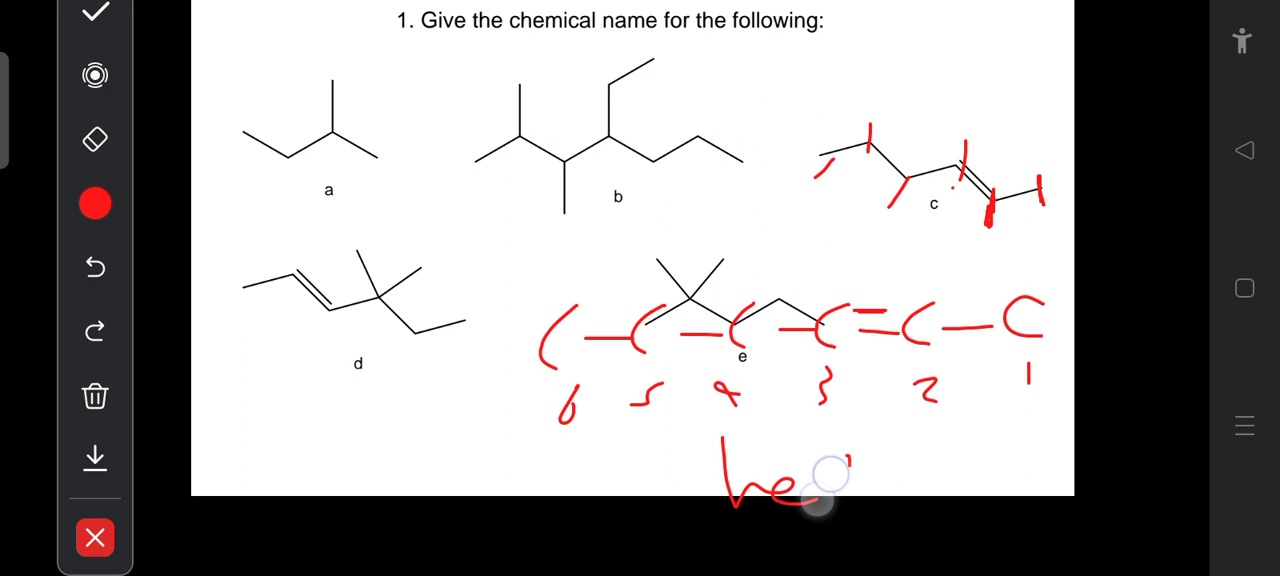 1. Give the chemical name for the following:
a
b
c
d
e
C - C - C - C = C - C
6 5 4 3 2 1
he